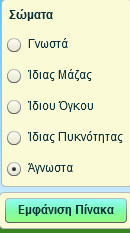 Σώματα
Γνωστά
Ίδιας Μάζας
Ίδιου Όγκου
Ίδιας Πυκνότητας
Άγνωστα
Εμφάνιση Πίνακα